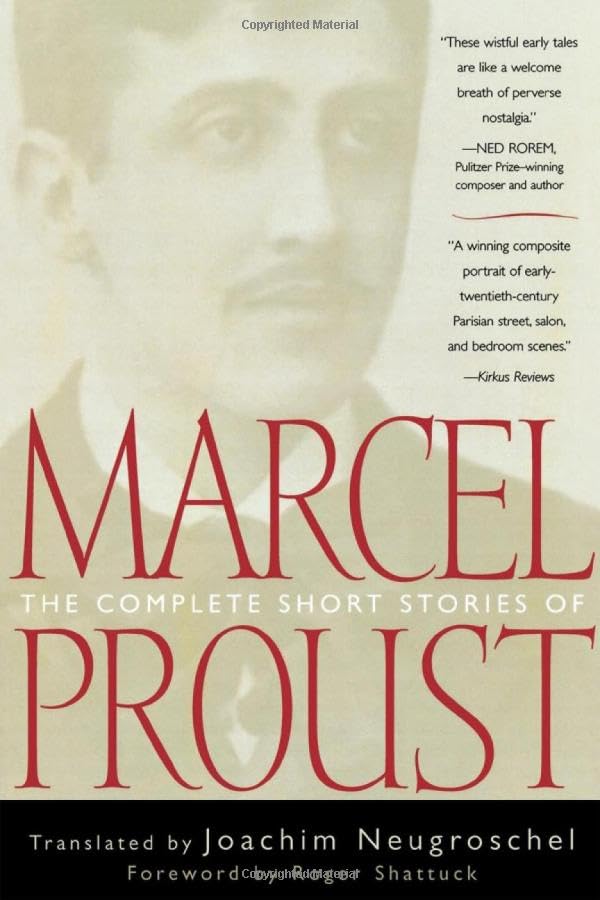 Copyrighted Material
“These wistful early tales
are like a welcome
breath of perverse
nostalgia.”
—NED ROREM,
Pulitzer Prize–winning
composer and author
“A winning composite
portrait of early-
twentieth-century
Parisian street, salon,
and bedroom scenes.”
—Kirkus Reviews
MARCEL
THE COMPLETE SHORT STORIES OF
PROUST
Translated by Joachim Neugroschel
Foreword by Roger Shattuck
Copyrighted Material